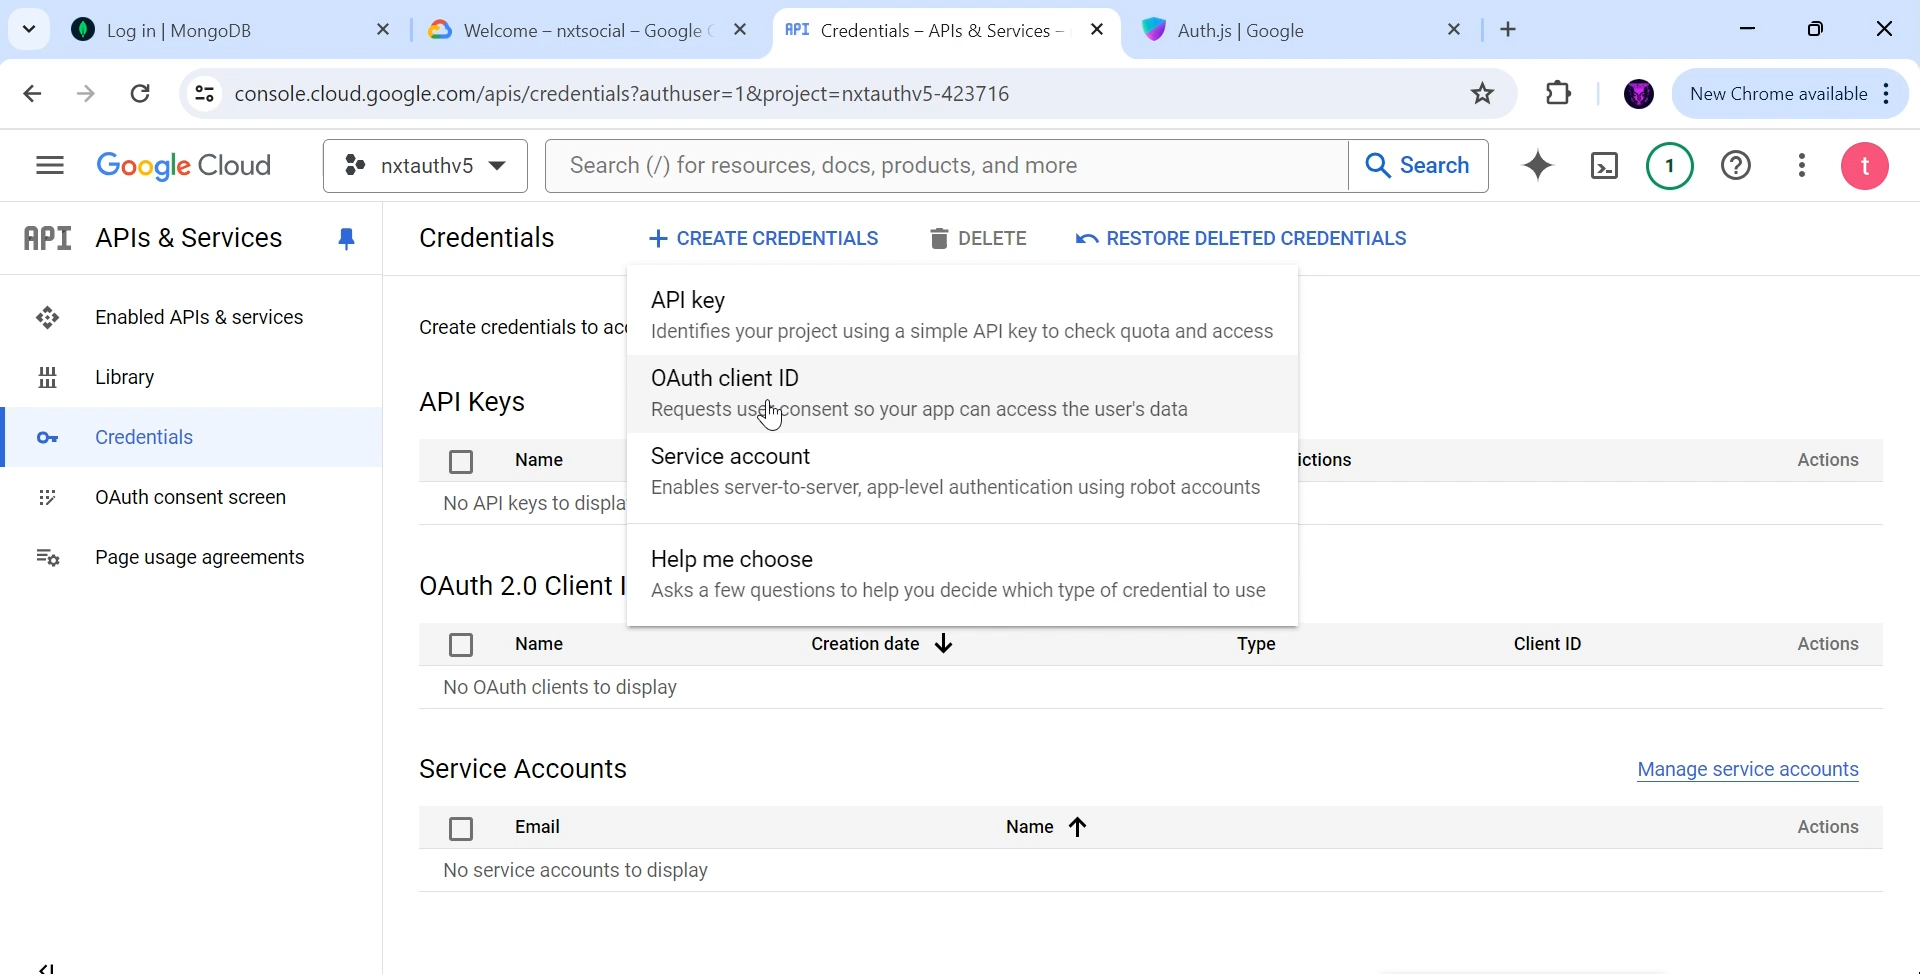 Log in | MongoDB
Welcome – nxtsocial – Google C
API Credentials – APIs & Services –
Auth.js | Google
console.cloud.google.com/apis/credentials?authuser=1&project=nxtauthv5-423716
New Chrome available
Google Cloud
nxtauthv5
Search (/) for resources, docs, products, and more
Search
1
t
API APIs & Services
Enabled APIs & services
Library
Credentials
OAuth consent screen
Page usage agreements
Credentials
CREATE CREDENTIALS
DELETE
RESTORE DELETED CREDENTIALS
Create credentials to ac
API key
Identifies your project using a simple API key to check quota and access
OAuth client ID
Requests user consent so your app can access the user's data
Service account
Enables server-to-server, app-level authentication using robot accounts
Help me choose
Asks a few questions to help you decide which type of credential to use
API Keys
Name ictions Actions
No API keys to displa
OAuth 2.0 Client I
Name Creation date Type Client ID Actions
No OAuth clients to display
Service Accounts
Manage service accounts
Email Name Actions
No service accounts to display